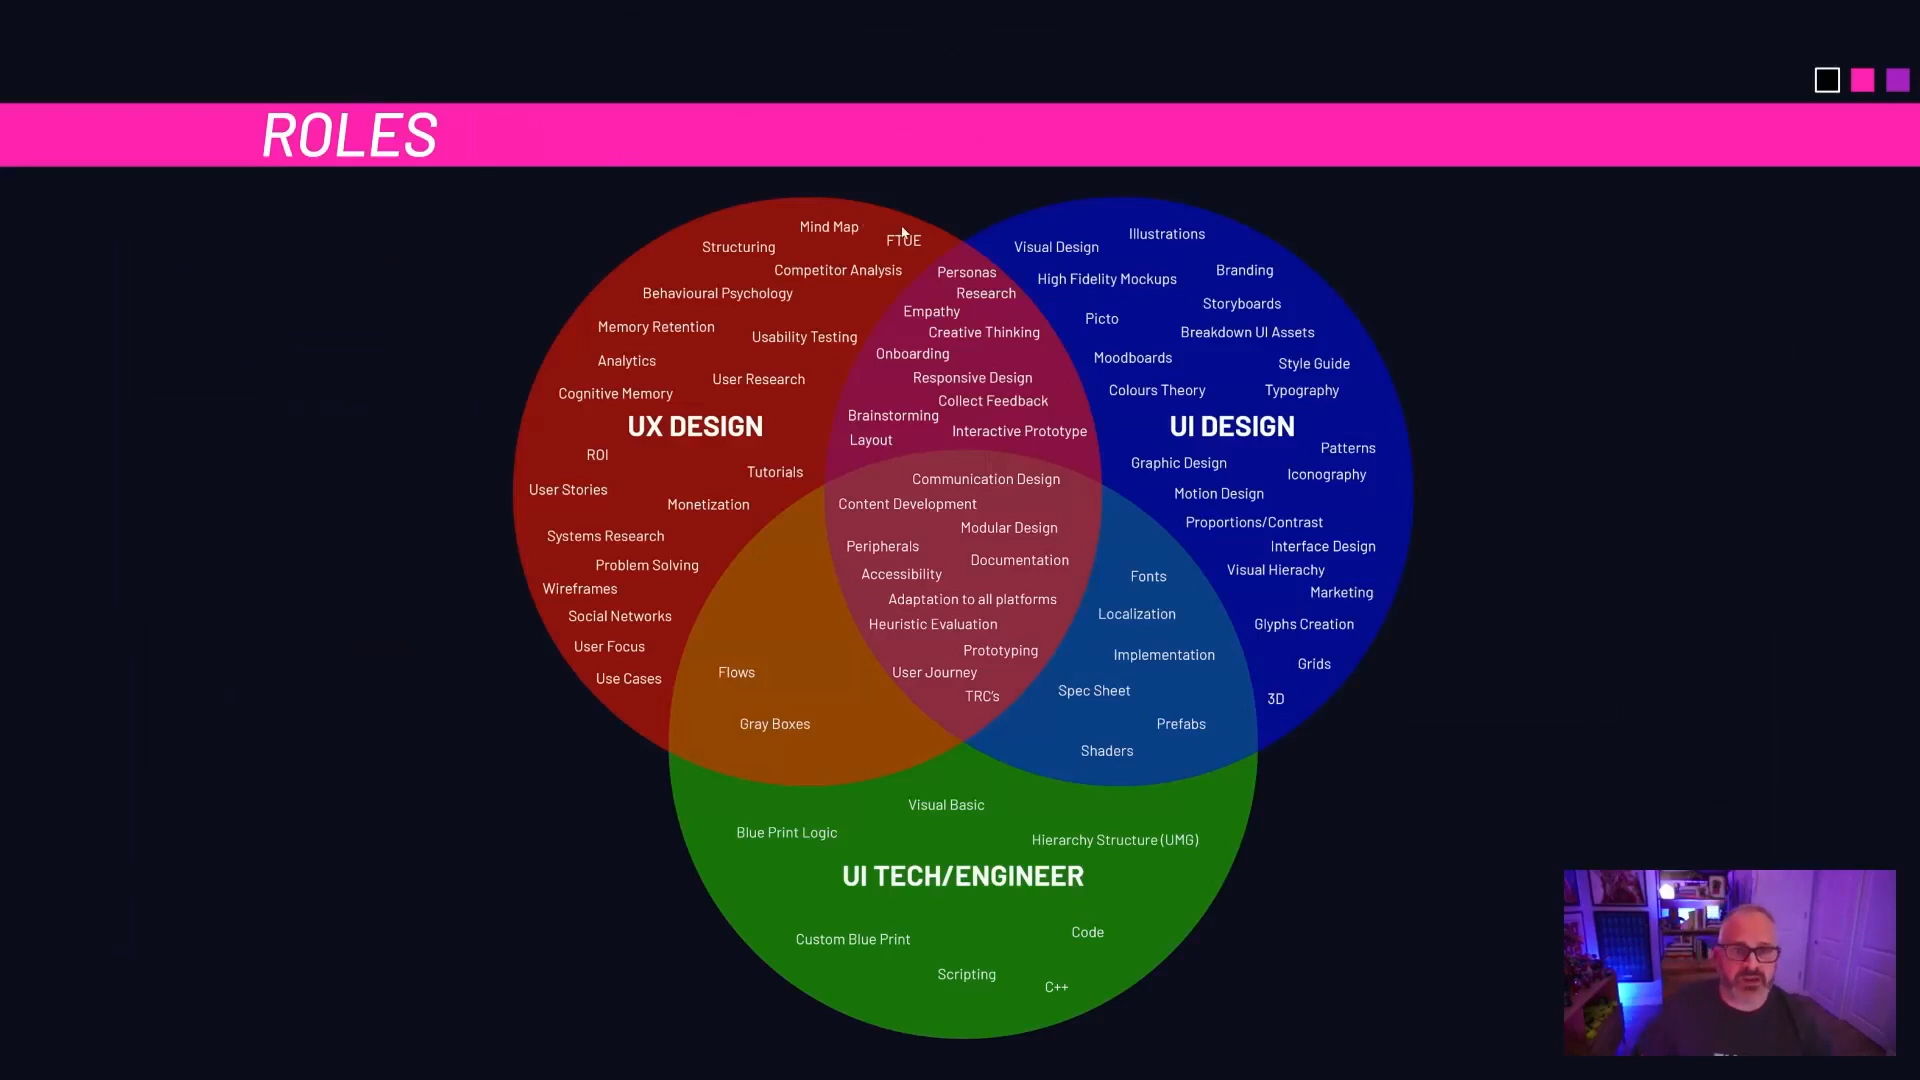 ROLES
Mind Map
FTUE
Structuring
Competitor Analysis
Behavioural Psychology
Memory Retention
Usability Testing
Analytics
User Research
Cognitive Memory
UX DESIGN
ROI
Tutorials
User Stories
Monetization
Systems Research
Problem Solving
Wireframes
Social Networks
User Focus
Use Cases
Personas
Research
Empathy
Creative Thinking
Onboarding
Responsive Design
Collect Feedback
Brainstorming
Interactive Prototype
Layout
Visual Design
Illustrations
High Fidelity Mockups
Branding
Storyboards
Picto
Breakdown UI Assets
Moodboards
Style Guide
Colours Theory
Typography
UI DESIGN
Patterns
Graphic Design
Iconography
Motion Design
Proportions/Contrast
Interface Design
Visual Hierachy
Marketing
Glyphs Creation
Grids
3D
Communication Design
Content Development
Modular Design
Peripherals
Documentation
Accessibility
Adaptation to all platforms
Heuristic Evaluation
Prototyping
User Journey
TRC's
Flows
Gray Boxes
Fonts
Localization
Implementation
Spec Sheet
Prefabs
Shaders
Visual Basic
Blue Print Logic
Hierarchy Structure (UMG)
UI TECH/ENGINEER
Code
Custom Blue Print
Scripting
C++